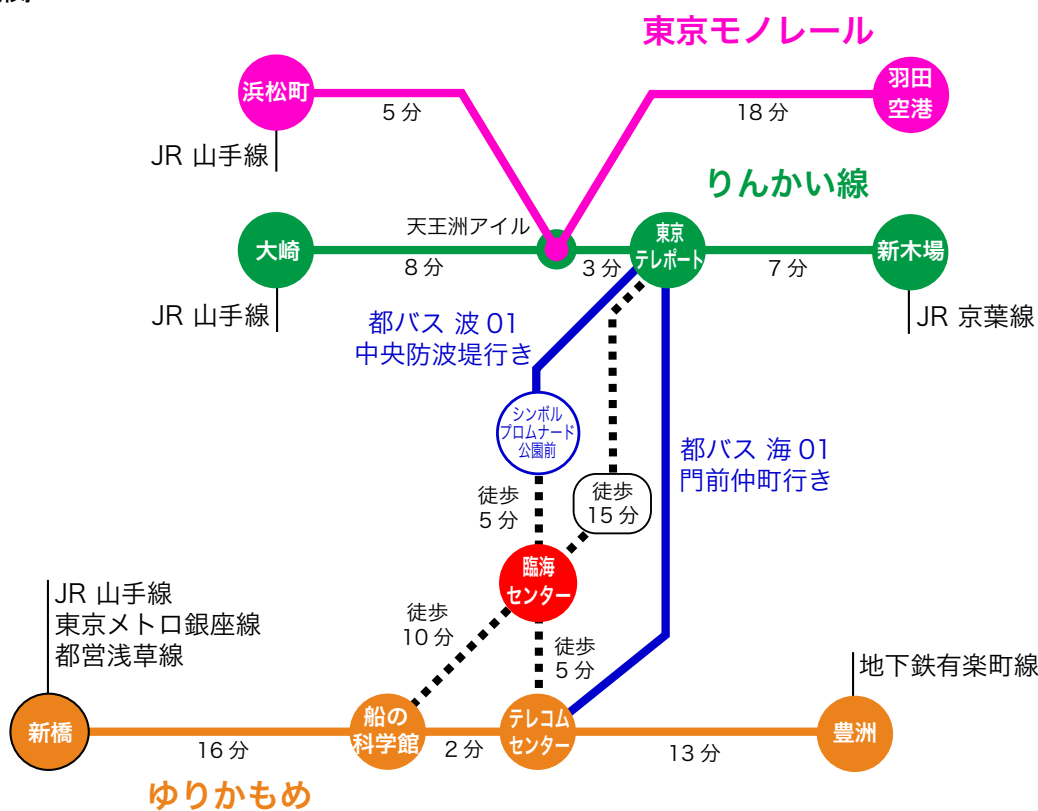 東京モノレール
浜松町
羽田
空港
5分
18分
JR 山手線
りんかい線
天王洲アイル
大崎
東京
テレポート
新木場
8分
3分
7分
JR 山手線
JR 京葉線
都バス 波01
中央防波堤行き
シンボル
プロムナード
公園前
都バス 海01
門前仲町行き
徒歩
5分
徒歩
15分
臨海
センター
JR 山手線
東京メトロ銀座線
都営浅草線
徒歩
10分
徒歩
5分
地下鉄有楽町線
新橋
船の
科学館
テレコム
センター
豊洲
16分
2分
13分
ゆりかもめ